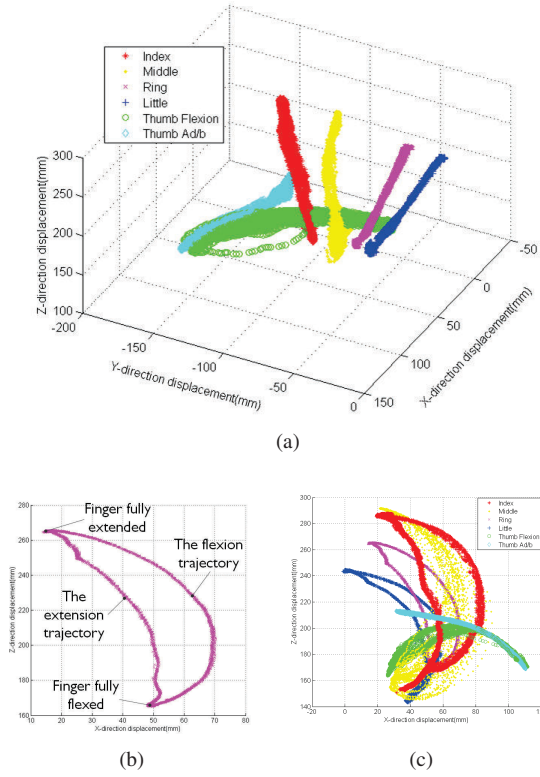 Index
Middle
Ring
Little
Thumb Flexion
Thumb Ad/b
300
250
200
150
100
Z-direction displacement(mm)
-200
-150
-100
-50
0
Y-direction displacement(mm)
150
100
50
0
-50
X-direction displacement(mm)
(a)
280
260
240
220
200
180
160
Z-direction displacement(mm)
Finger fully
extended
The flexion
trajectory
The
extension
trajectory
Finger fully
flexed
10 20 30 40 50 60 70 80
X-direction displacement(mm)
(b)
300
280
260
240
220
200
180
160
140
Z-direction displacement(mm)
Index
Middle
Ring
Little
Thumb Flexion
Thumb Ad/b
-20 0 20 40 60 80 100
X-direction displacement(mm)
(c)